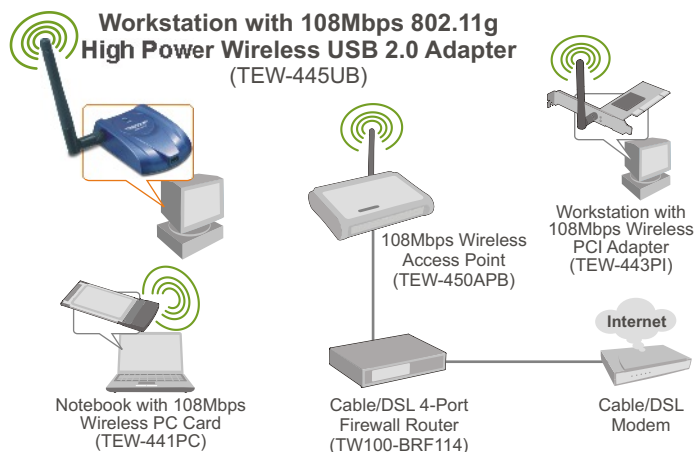 Workstation with 108Mbps 802.11g
High Power Wireless USB 2.0 Adapter
(TEW-445UB)
108Mbps Wireless
Access Point
(TEW-450APB)
Workstation with
108Mbps Wireless
PCI Adapter
(TEW-443PI)
Internet
Notebook with 108Mbps
Wireless PC Card
(TEW-441PC)
Cable/DSL 4-Port
Firewall Router
(TW100-BRF114)
Cable/DSL
Modem